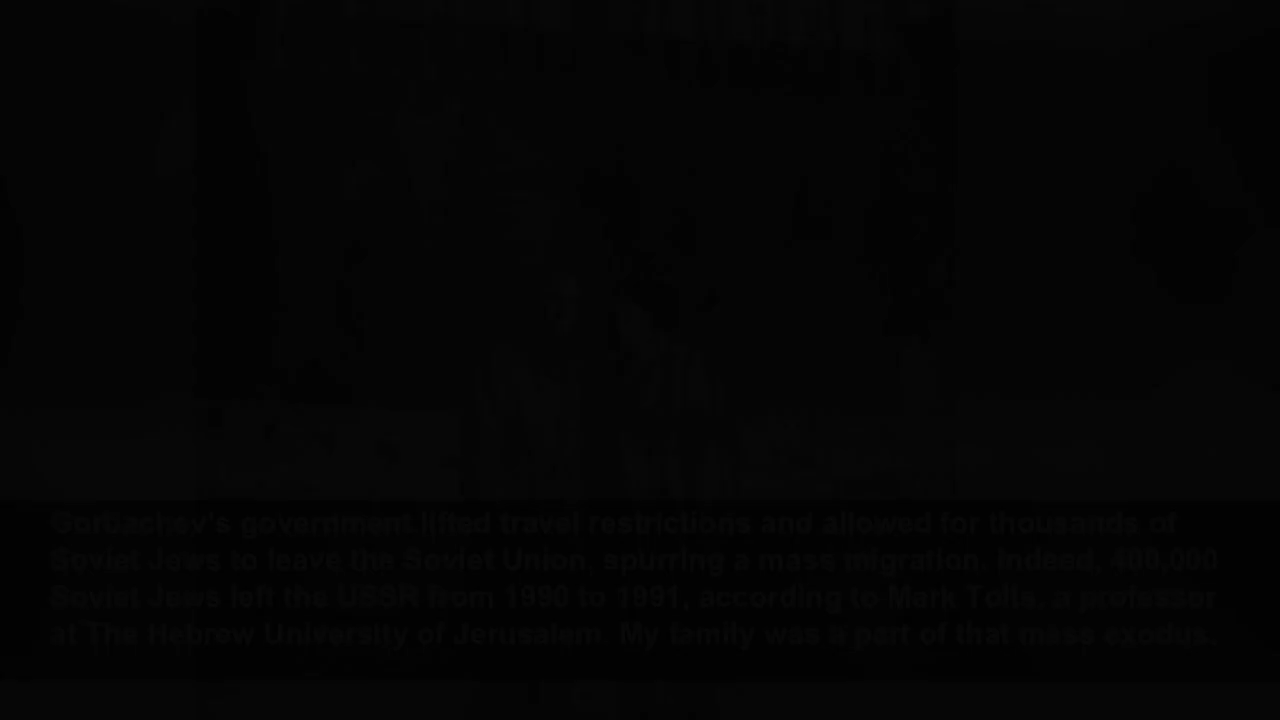 Gorbachev's government lifted travel restrictions and allowed for thousands of
Soviet Jews to leave the Soviet Union, spurring a mass migration. Indeed, 400,000
Soviet Jews left the USSR from 1990 to 1991, according to Mark Tolts, a professor
at The Hebrew University of Jerusalem. My family was a part of that mass exodus.